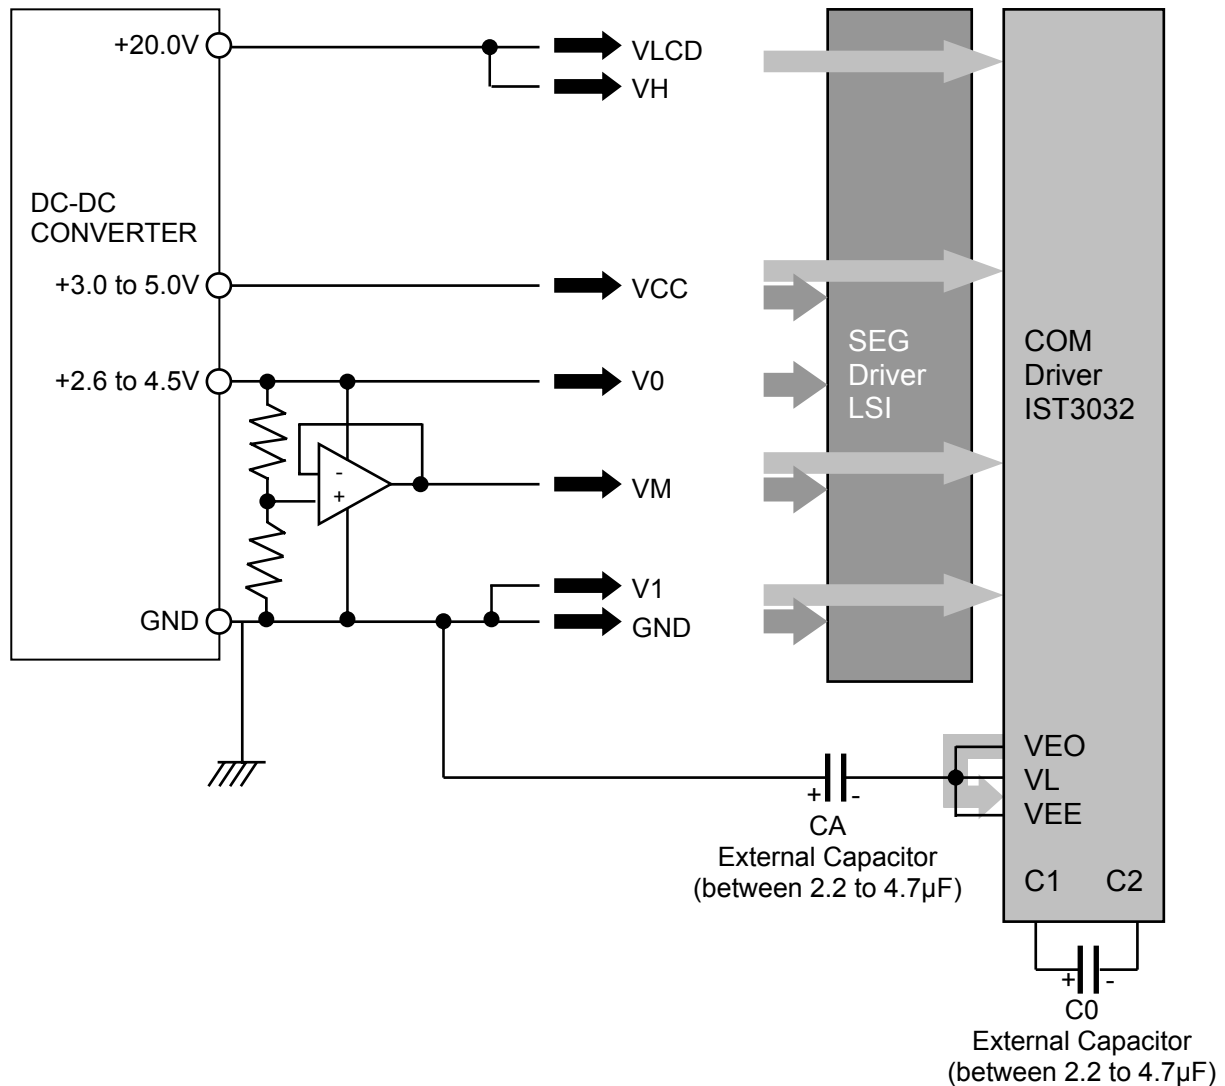 +20.0V
VLCD
VH
DC-DC
CONVERTER
+3.0 to 5.0V
VCC
+2.6 to 4.5V
V0
SEG
Driver
LSI
COM
Driver
IST3032
-
+
VM
V1
GND
GND
VEO
VL
VEE
+ -
CA
External Capacitor
(between 2.2 to 4.7µF)
C1 C2
+ -
C0
External Capacitor
(between 2.2 to 4.7µF)